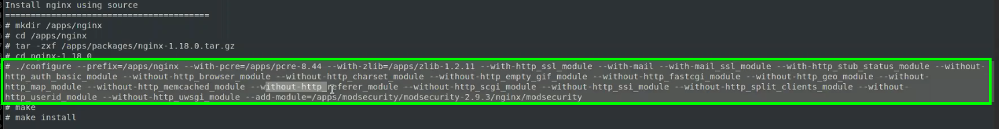 Install nginx using source
========================================
# mkdir /apps/nginx
# cd /apps/nginx
# tar -zxf /apps/packages/nginx-1.18.0.tar.gz
# cd nginx-1.18.0
# ./configure --prefix=/apps/nginx --with-pcre=/apps/pcre-8.44 --with-zlib=/apps/zlib-1.2.11 --with-http_ssl_module --with-mail --with-mail_ssl_module --with-http_stub_status_module --without-
http_auth_basic_module --without-http_browser_module --without-http_charset_module --without-http_empty_gif_module --without-http_fastcgi_module --without-http_geo_module --without-
http_map_module --without-http_memcached_module --without-http_referer_module --without-http_scgi_module --without-http_ssi_module --without-http_split_clients_module --without-
http_userid_module --without-http_uwsgi_module --add-module=/apps/modsecurity/modsecurity-2.9.3/nginx/modsecurity
# make
# make install